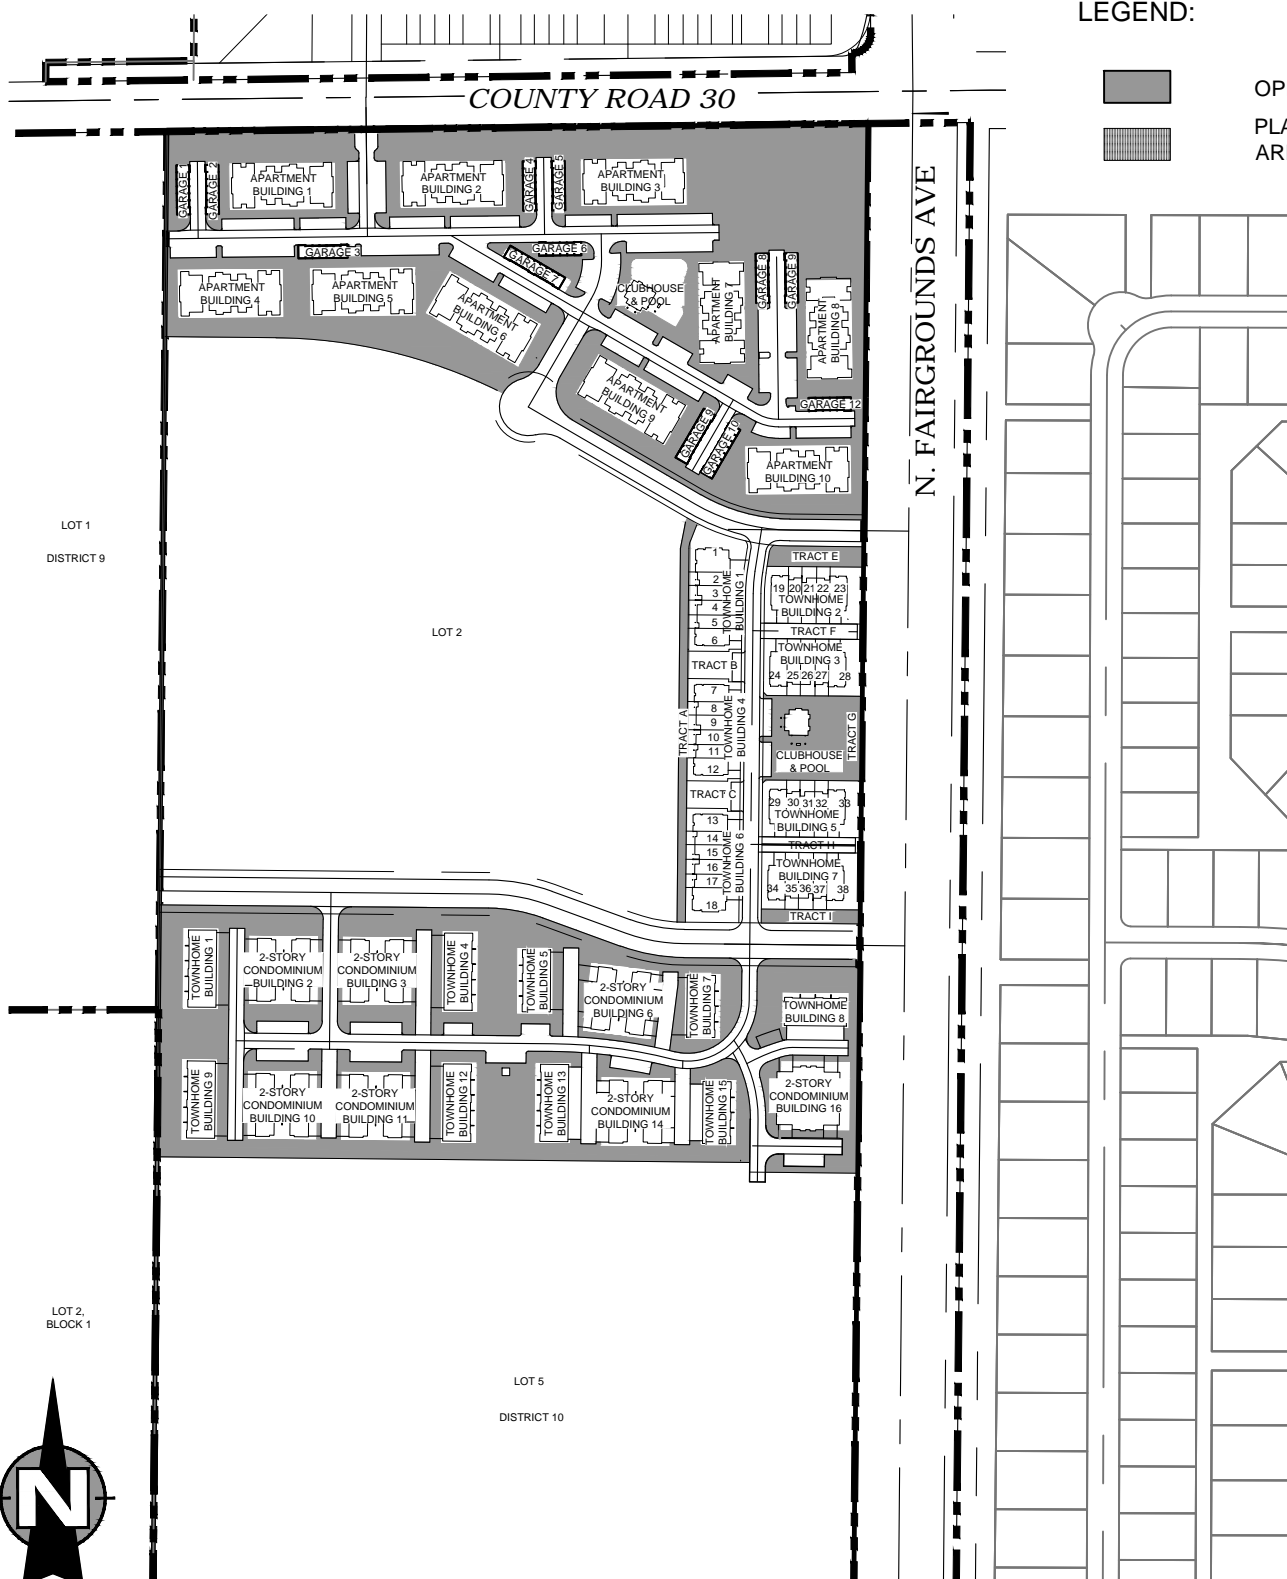 LEGEND:
OP
PLA
AR
COUNTY ROAD 30
N. FAIRGROUNDS AVE
GARAGE 1
GARAGE 2
APARTMENT
BUILDING 1
APARTMENT
BUILDING 2
GARAGE 4
GARAGE 5
APARTMENT
BUILDING 3
GARAGE 3
GARAGE 6
GARAGE 7
APARTMENT
BUILDING 4
APARTMENT
BUILDING 5
APARTMENT
BUILDING 6
CLUBHOUSE
& POOL
APARTMENT
BUILDING 7
GARAGE 8
GARAGE 9
APARTMENT
BUILDING 8
APARTMENT
BUILDING 9
GARAGE 9
GARAGE 10
GARAGE 12
APARTMENT
BUILDING 10
LOT 1
DISTRICT 9
LOT 2
1
2
3
4
5
6
TOWNHOME
BUILDING 1
TRACT E
19 20 21 22 23
TOWNHOME
BUILDING 2
TRACT F
TOWNHOME
BUILDING 3
24 25 26 27 28
TRACT B
TRACT A
7
8
9
10
11
12
TOWNHOME
BUILDING 4
CLUBHOUSE
& POOL
TRACT G
TRACT C
29 30 31 32 33
TOWNHOME
BUILDING 5
TRACT H
13
14
15
16
17
18
TOWNHOME
BUILDING 6
TOWNHOME
BUILDING 7
34 35 36 37 38
TRACT I
TOWNHOME
BUILDING 1
2-STORY
CONDOMINIUM
BUILDING 2
2-STORY
CONDOMINIUM
BUILDING 3
TOWNHOME
BUILDING 4
TOWNHOME
BUILDING 5
2-STORY
CONDOMINIUM
BUILDING 6
TOWNHOME
BUILDING 7
TOWNHOME
BUILDING 8
TOWNHOME
BUILDING 9
2-STORY
CONDOMINIUM
BUILDING 10
2-STORY
CONDOMINIUM
BUILDING 11
TOWNHOME
BUILDING 12
TOWNHOME
BUILDING 13
2-STORY
CONDOMINIUM
BUILDING 14
TOWNHOME
BUILDING 15
2-STORY
CONDOMINIUM
BUILDING 16
LOT 2,
BLOCK 1
LOT 5
DISTRICT 10
N